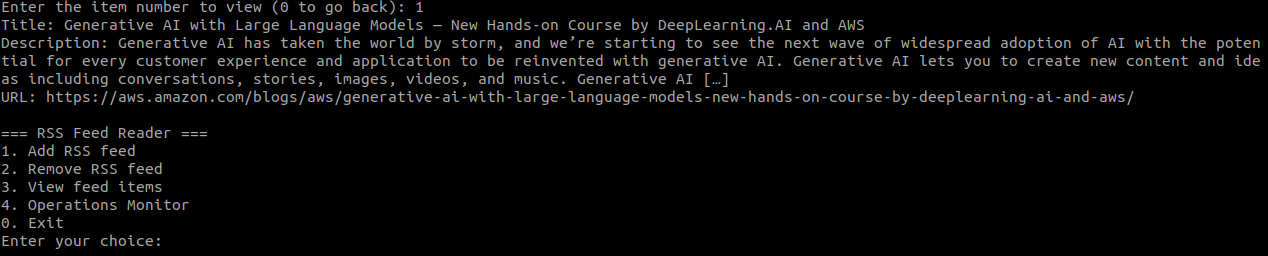 Enter the item number to view (0 to go back): 1
Title: Generative AI with Large Language Models — New Hands-on Course by DeepLearning.AI and AWS
Description: Generative AI has taken the world by storm, and we’re starting to see the next wave of widespread adoption of AI with the poten
tial for every customer experience and application to be reinvented with generative AI. Generative AI lets you to create new content and ide
as including conversations, stories, images, videos, and music. Generative AI […]
URL: https://aws.amazon.com/blogs/aws/generative-ai-with-large-language-models-new-hands-on-course-by-deeplearning-ai-and-aws/
=== RSS Feed Reader ===
1. Add RSS feed
2. Remove RSS feed
3. View feed items
4. Operations Monitor
0. Exit
Enter your choice: